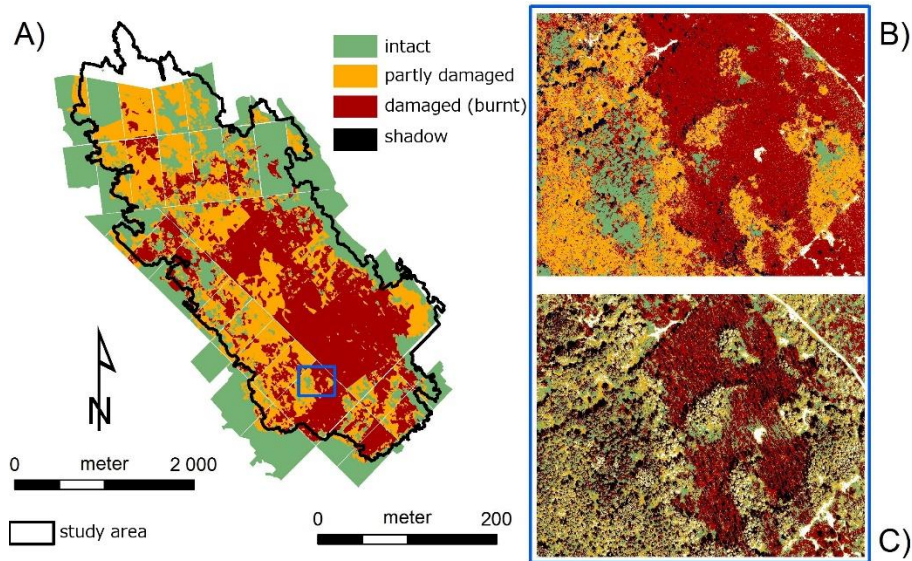 A)
intact
partly damaged
damaged (burnt)
shadow
B)
N
0 meter 2 000
0 meter 200
study area
C)